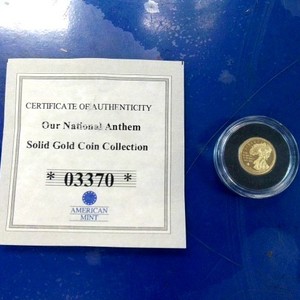 CERTIFICATE OF AUTHENTICITY
Our National Anthem
Solid Gold Coin Collection
* 03370 *
AMERICAN
MINT